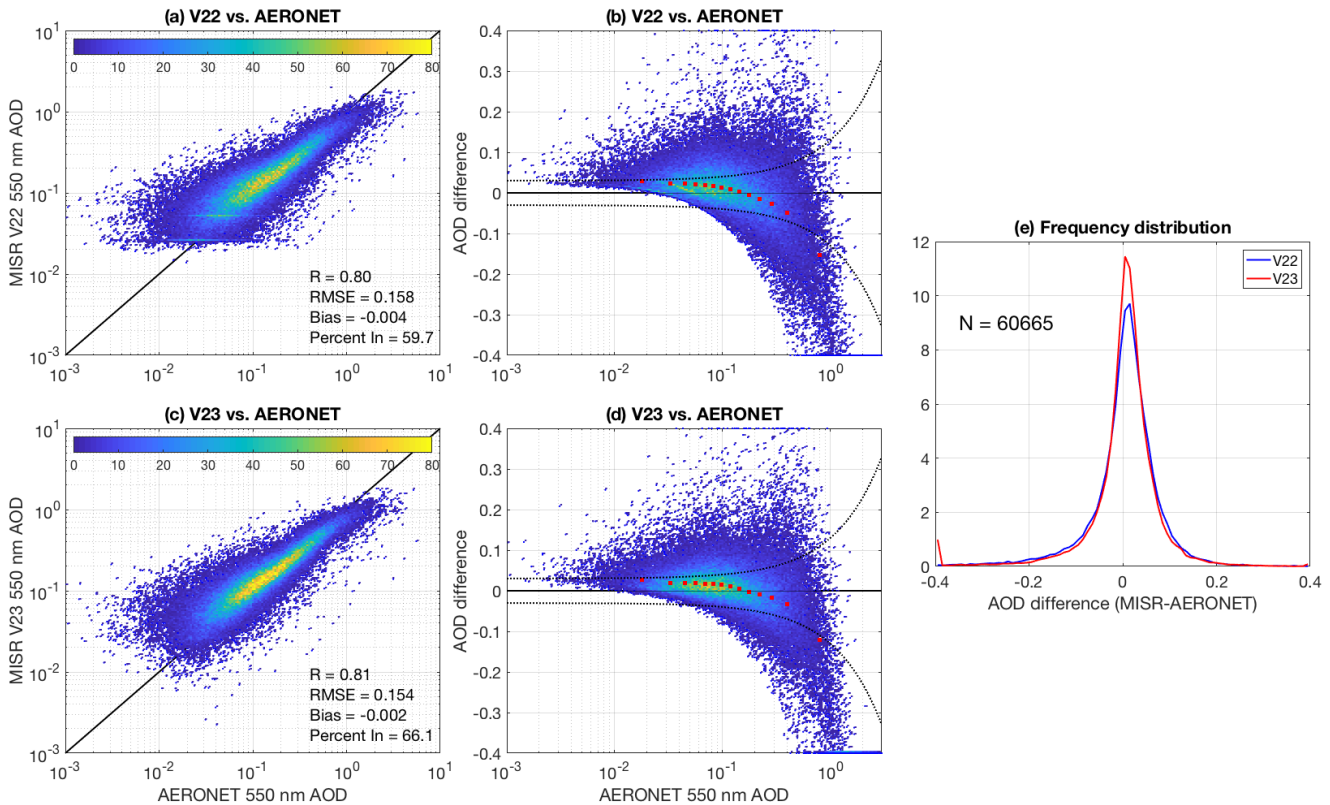 (a) V22 vs. AERONET
10^1
10^0
10^-1
10^-2
10^-3
MISR V22 550 nm AOD
0 10 20 30 40 50 60 70 80
R = 0.80
RMSE = 0.158
Bias = -0.004
Percent In = 59.7
10^-3 10^-2 10^-1 10^0 10^1
(b) V22 vs. AERONET
0.4
0.3
0.2
0.1
0
-0.1
-0.2
-0.3
-0.4
AOD difference
10^-3 10^-2 10^-1 10^0
(c) V23 vs. AERONET
10^1
10^0
10^-1
10^-2
10^-3
MISR V23 550 nm AOD
0 10 20 30 40 50 60 70 80
R = 0.81
RMSE = 0.154
Bias = -0.002
Percent In = 66.1
10^-3 10^-2 10^-1 10^0 10^1
AERONET 550 nm AOD
(d) V23 vs. AERONET
0.4
0.3
0.2
0.1
0
-0.1
-0.2
-0.3
-0.4
AOD difference
10^-3 10^-2 10^-1 10^0
AERONET 550 nm AOD
(e) Frequency distribution
12
10
8
6
4
2
0
V22
V23
N = 60665
-0.4 -0.2 0 0.2 0.4
AOD difference (MISR-AERONET)